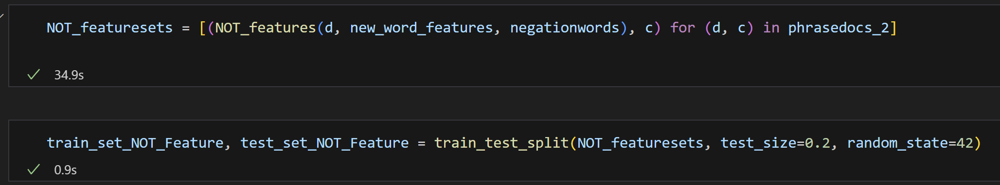 NOT_featuresets = [(NOT_features(d, new_word_features, negationwords), c) for (d, c) in phrasedocs_2]
34.9s
train_set_NOT_Feature, test_set_NOT_Feature = train_test_split(NOT_featuresets, test_size=0.2, random_state=42)
0.9s